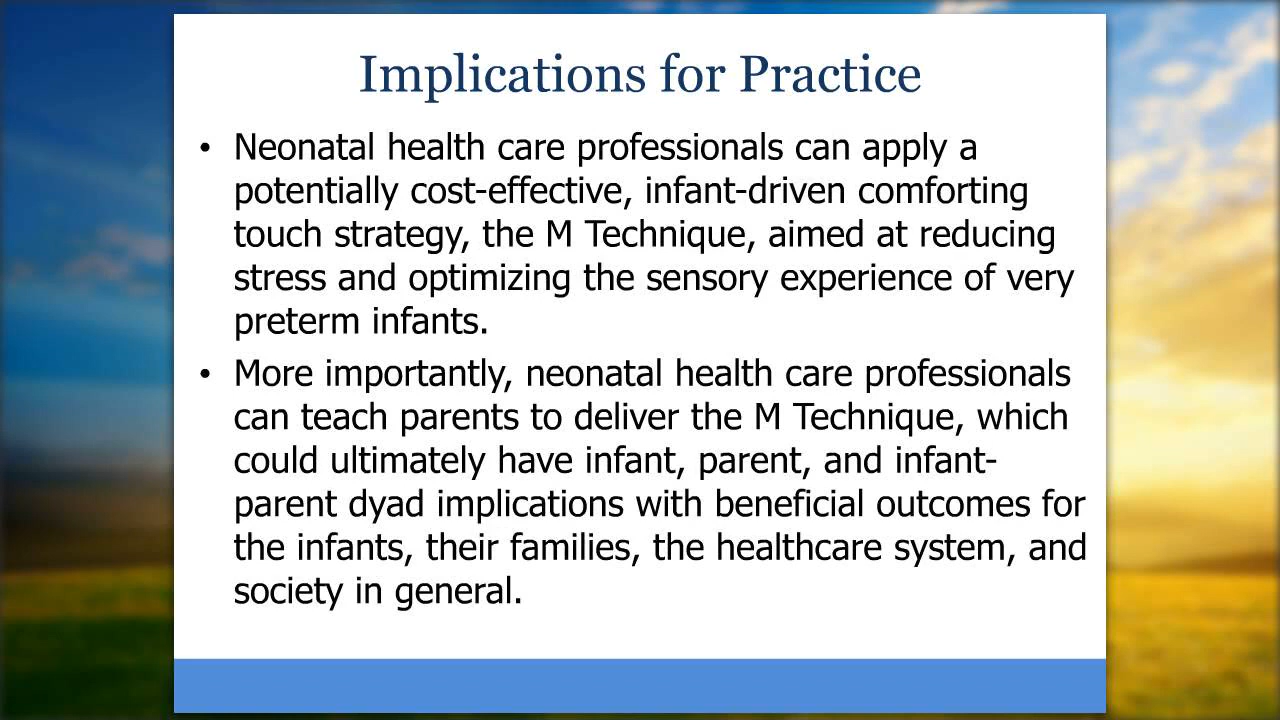 Implications for Practice
• Neonatal health care professionals can apply a
potentially cost-effective, infant-driven comforting
touch strategy, the M Technique, aimed at reducing
stress and optimizing the sensory experience of very
preterm infants.
• More importantly, neonatal health care professionals
can teach parents to deliver the M Technique, which
could ultimately have infant, parent, and infant-
parent dyad implications with beneficial outcomes for
the infants, their families, the healthcare system, and
society in general.